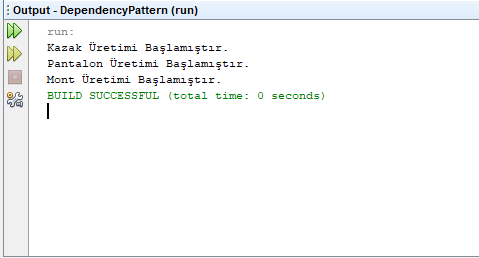 Output - DependencyPattern (run)
run:
Kazak Üretimi Başlamıştır.
Pantalon Üretimi Başlamıştır.
Mont Üretimi Başlamıştır.
BUILD SUCCESSFUL (total time: 0 seconds)